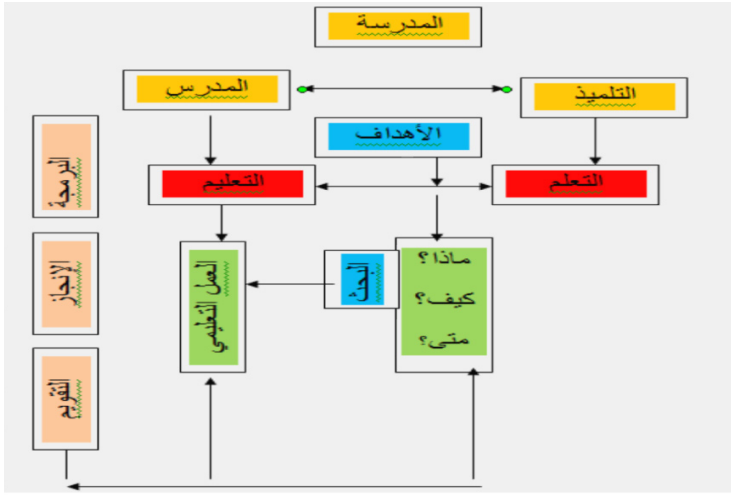 المدرسة
التلميذ
المدرس
الأهداف
التعلم
التعليم
ماذا؟
كيف؟
متى؟
البحث
العمل التعليمي
البرمجة
الإنجاز
التقويم